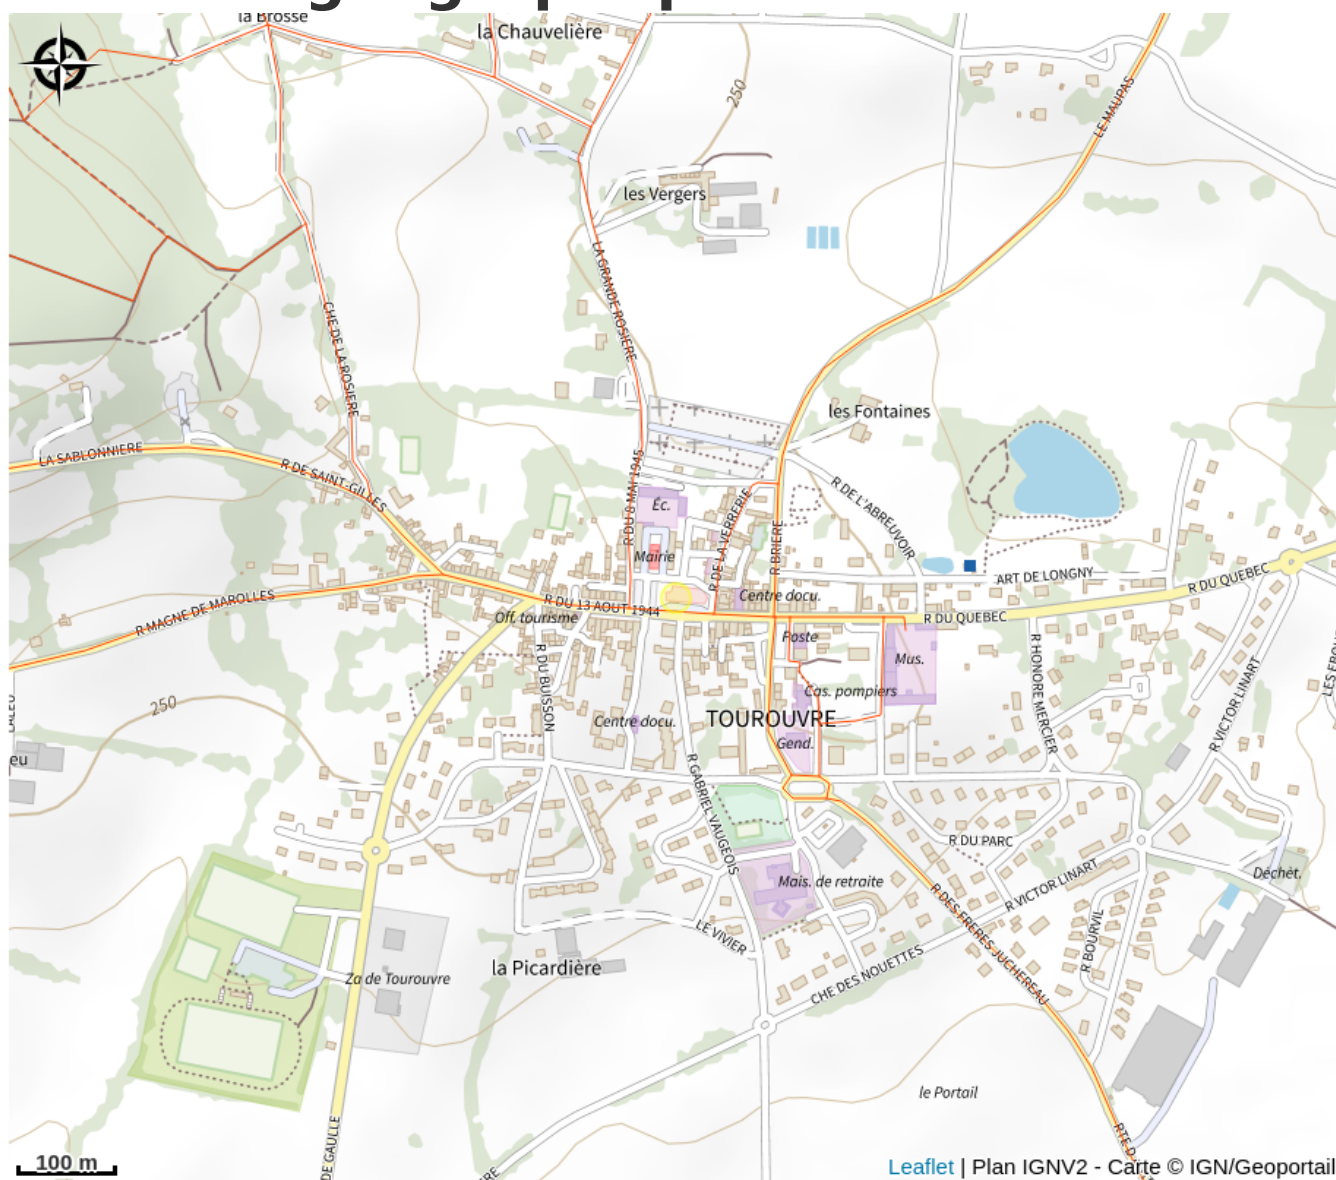 la Brosse
la Chauvelière
250
LE MAUPAS
les Vergers
LA GRANDE ROSIERE
CHE DE LA ROSIERE
les Fontaines
LA SABLONNIERE
R DE SAINT-GILLES
R DU 8 MAI 1945
Éc.
R DE LA VERRERIE
R BRIERE
R DE L'ABREUVOIR
Mairie
ART DE LONGNY
R DU QUEBEC
R MAGNE DE MAROLLES
R DU 13 AOUT 1944
Centre docu.
Off. tourisme
R DU QUEBEC
Poste
Mus.
R DU BUISSON
R HONORE MERCIER
R VICTOR LINART
Cas. pompiers
250
Centre docu.
TOUROUVRE
Gend.
eu
R GABRIEL VAUGEOIS
R DU PARC
Mais. de retraite
R VICTOR LINART
Déchèt.
R DES FRERES JUCHEREAU
LE VIVIER
R BOURVIL
la Picardière
Za de Tourouvre
CHE DES NOUETTES
le Portail
DE GAULLE
RTE D
100 m
Leaflet | Plan IGNV2 - Carte © IGN/Geoportail